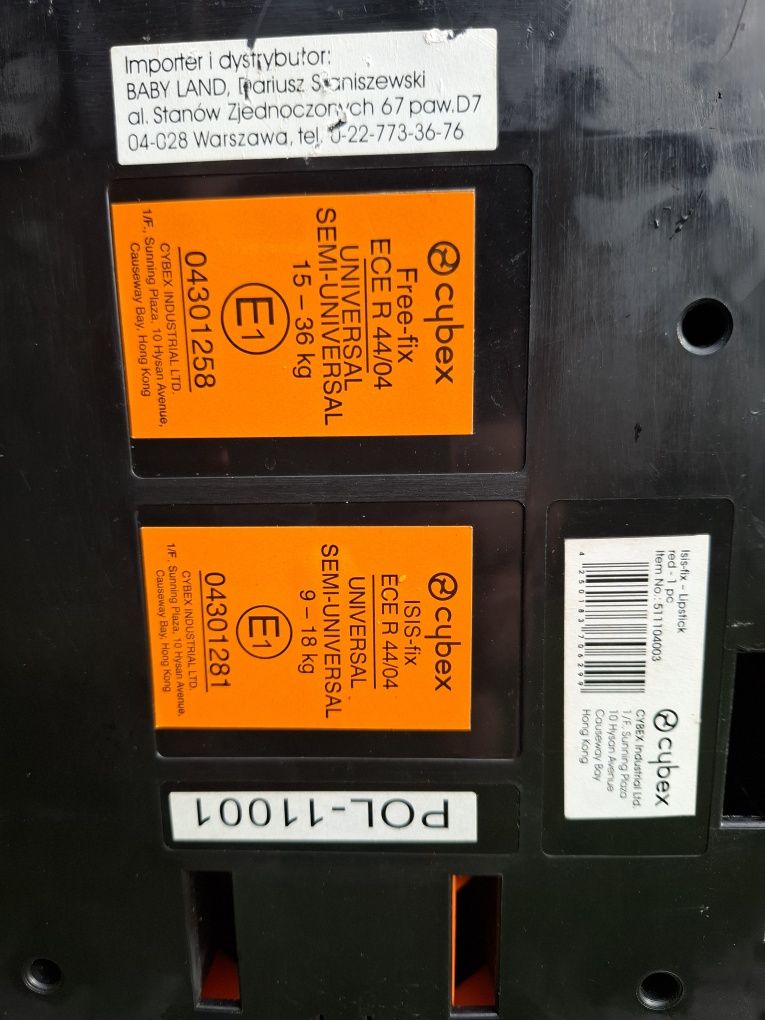 Importer i dystrybutor:
BABY LAND, Dariusz Staniszewski
al. Stanów Zjednoczonych 67 paw.D7
04-028 Warszawa, tel. 0-22-773-36-76
cybex
Free-fix
ECE R 44/04
UNIVERSAL
SEMI-UNIVERSAL
15 – 36 kg
E1
04301258
CYBEX INDUSTRIAL LTD.
1/F., Sunning Plaza, 10 Hysan Avenue,
Causeway Bay, Hong Kong
cybex
ISIS-fix
ECE R 44/04
UNIVERSAL
SEMI-UNIVERSAL
9 – 18 kg
E1
04301281
CYBEX INDUSTRIAL LTD.
1/F, Sunning Plaza, 10 Hysan Avenue,
Causeway Bay, Hong Kong
Isis-fix – Lipstick
red - 1 pc
Item No.: 511104003
4 250183 706299
cybex
CYBEX Industrial Ltd.
1/F, Sunning Plaza
10 Hysan Avenue
Causeway Bay
Hong Kong
POL-11001